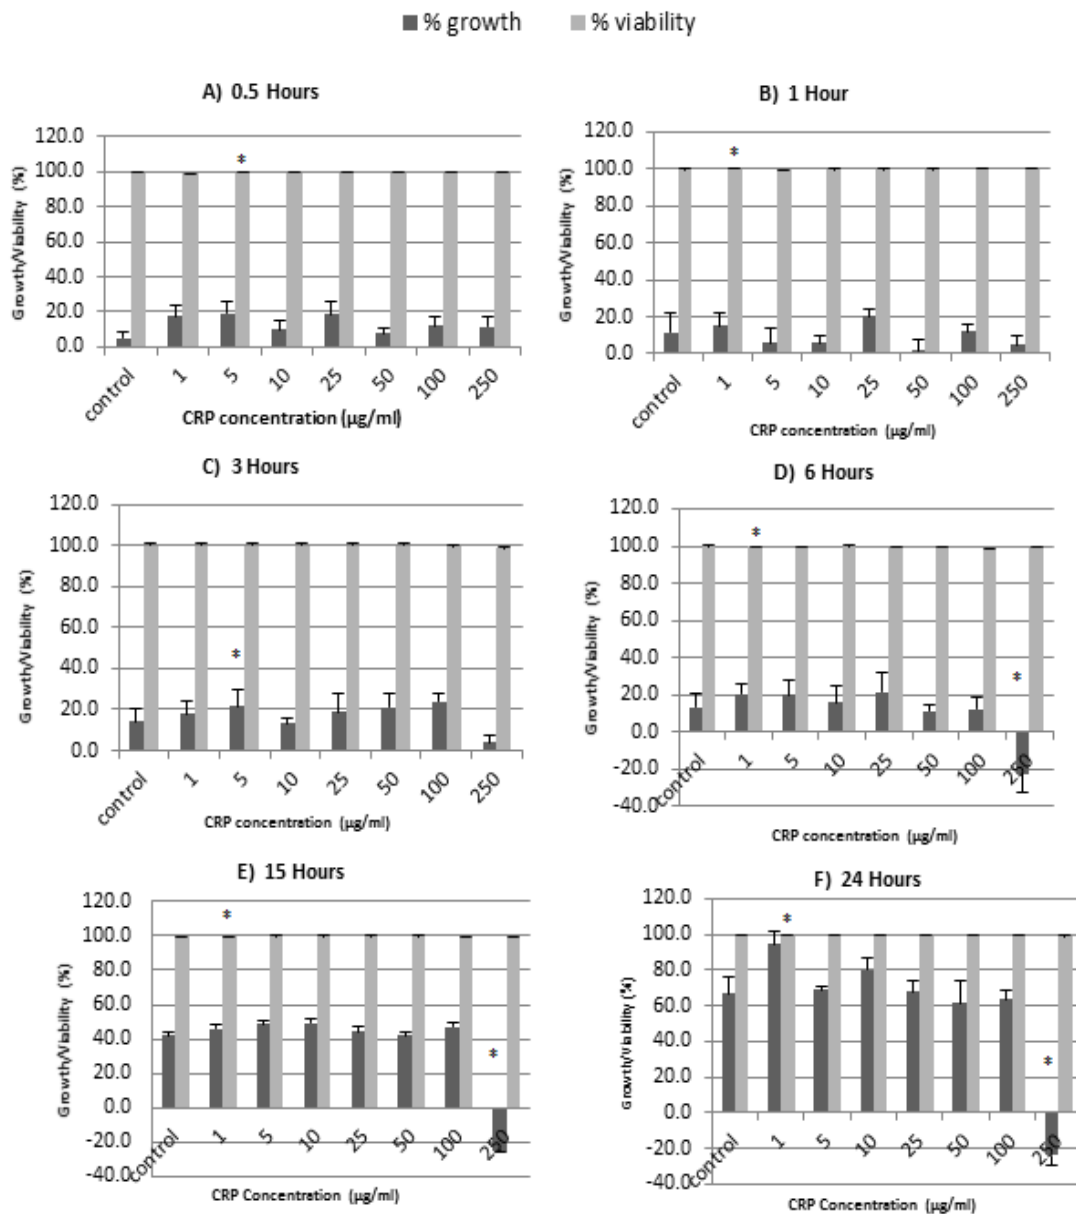 % growth % viability
A) 0.5 Hours
120.0
100.0
80.0
60.0
40.0
20.0
0.0
Growth/Viability (%)
*
control 1 5 10 25 50 100 250
CRP concentration (µg/ml)
B) 1 Hour
120.0
100.0
80.0
60.0
40.0
20.0
0.0
Growth/Viability (%)
*
control 1 5 10 25 50 100 250
CRP concentration (µg/ml)
C) 3 Hours
120.0
100.0
80.0
60.0
40.0
20.0
0.0
Growth/Viability (%)
*
control 1 5 10 25 50 100 250
CRP concentration (µg/ml)
D) 6 Hours
120.0
100.0
80.0
60.0
40.0
20.0
0.0
-20.0
-40.0
Growth/Viability (%)
*
*
control 1 5 10 25 50 100 250
CRP concentration (µg/ml)
E) 15 Hours
120.0
100.0
80.0
60.0
40.0
20.0
0.0
-20.0
-40.0
Growth/Viability (%)
*
*
control 1 5 10 25 50 100 250
CRP Concentration (µg/ml)
F) 24 Hours
120.0
100.0
80.0
60.0
40.0
20.0
0.0
-20.0
-40.0
Growth/Viability (%)
*
*
control 1 5 10 25 50 100 250
CRP Concentration (µg/ml)